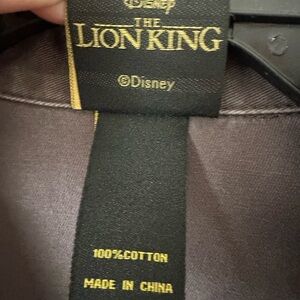 Disney
THE
LION KING
©Disney
100%COTTON
MADE IN CHINA